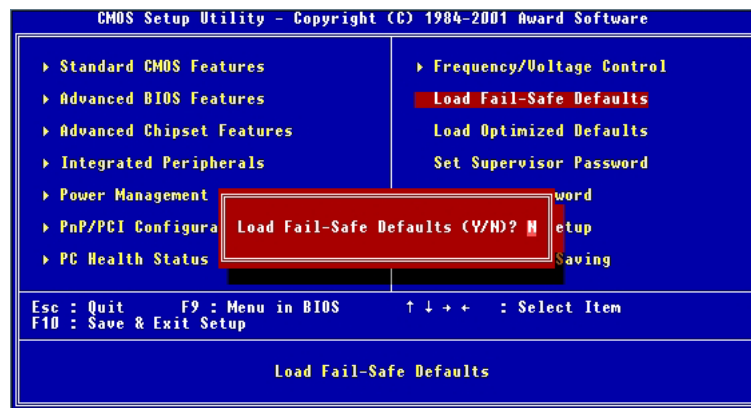 CMOS Setup Utility - Copyright (C) 1984-2001 Award Software
▸ Standard CMOS Features
▸ Advanced BIOS Features
▸ Advanced Chipset Features
▸ Integrated Peripherals
▸ Power Management
▸ PnP/PCI Configura
▸ PC Health Status
▸ Frequency/Voltage Control
Load Fail-Safe Defaults
Load Optimized Defaults
Set Supervisor Password
word
etup
Saving
Load Fail-Safe Defaults (Y/N)? N
Esc : Quit F9 : Menu in BIOS ↑ ↓ → ← : Select Item
F10 : Save & Exit Setup
Load Fail-Safe Defaults